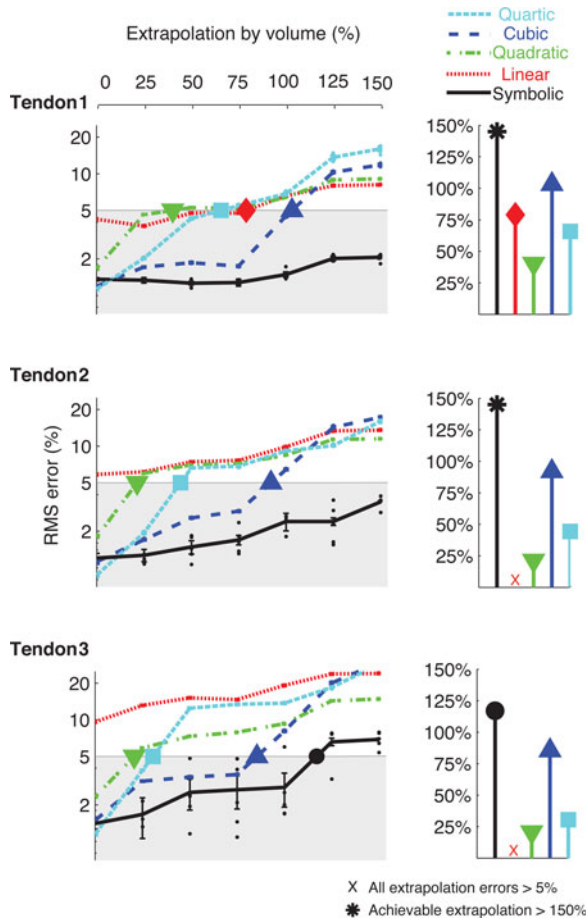 Quartic
Cubic
Quadratic
Linear
Symbolic
Extrapolation by volume (%)
0 25 50 75 100 125 150
Tendon1
20
10
5
2
150%
125%
100%
75%
50%
25%
Tendon2
RMS error (%)
20
10
5
2
150%
125%
100%
75%
50%
25%
X
Tendon3
20
10
5
2
150%
125%
100%
75%
50%
25%
X
X All extrapolation errors > 5%
✱ Achievable extrapolation > 150%